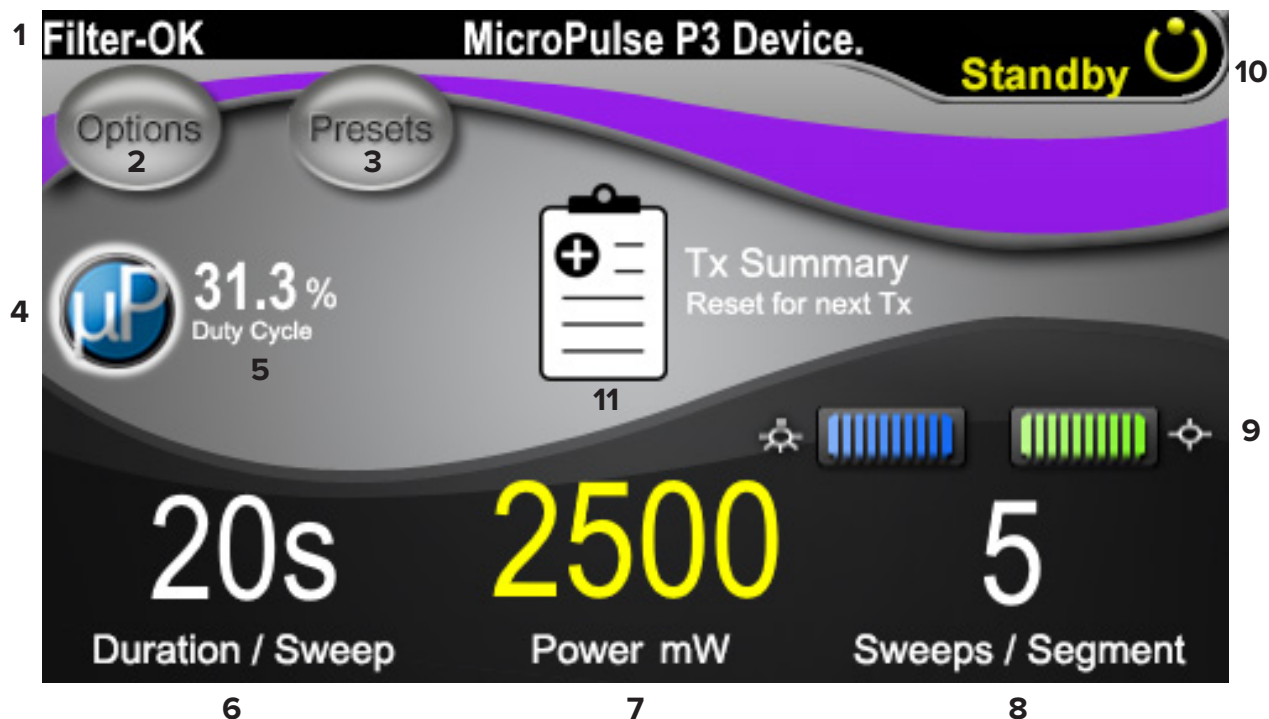 1 Filter-OK MicroPulse P3 Device.
Standby 10
Options Presets
2 3
Tx Summary
Reset for next Tx
4 µP 31.3 %
Duty Cycle
5
11
9
20s 2500 5
Duration / Sweep Power mW Sweeps / Segment
6 7 8